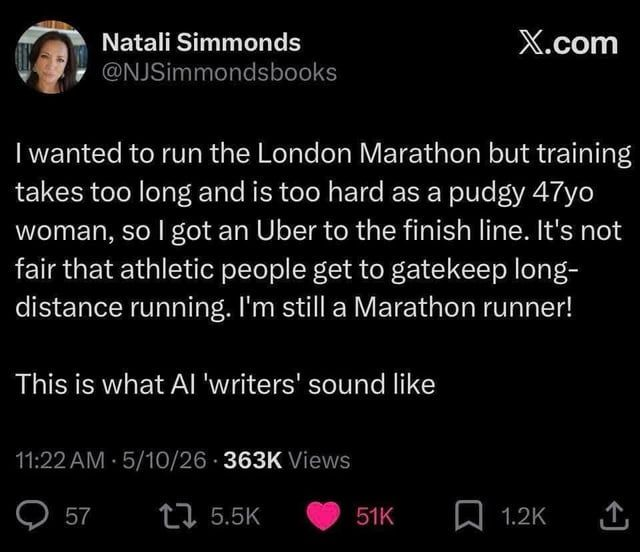 Natali Simmonds
X.com
@NJSimmondsbooks
I wanted to run the London Marathon but training
takes too long and is too hard as a pudgy 47yo
woman, so I got an Uber to the finish line. It's not
fair that athletic people get to gatekeep long-
distance running. I'm still a Marathon runner!
This is what AI 'writers' sound like
11:22 AM · 5/10/26 · 363K Views
57 5.5K 51K 1.2K